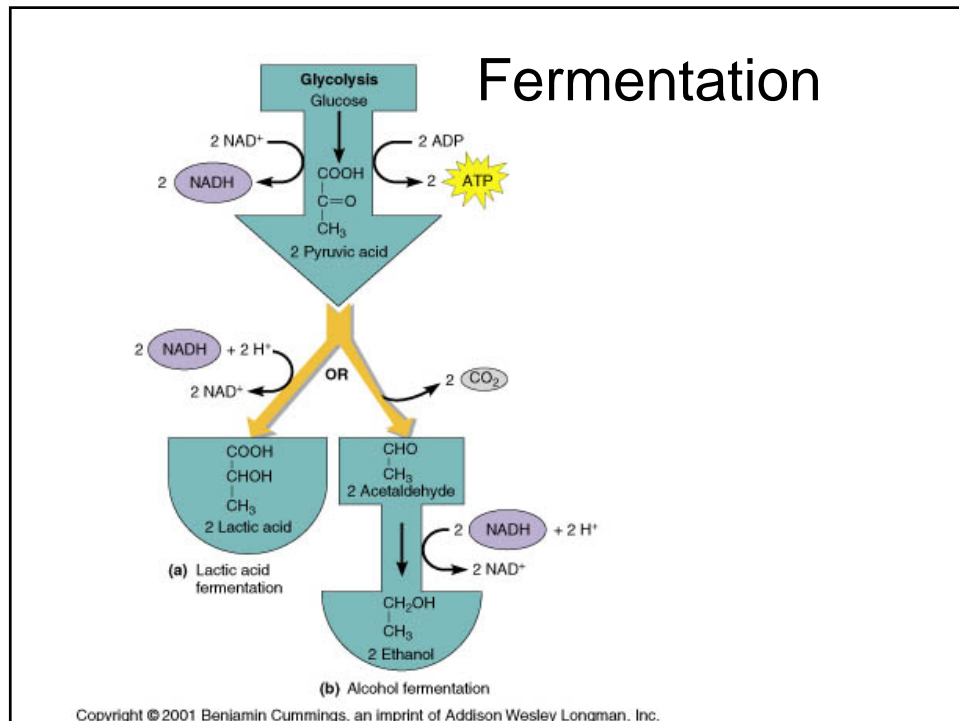 Fermentation
Glycolysis
Glucose
2 NAD⁺
2 ADP
2 NADH
2 ATP
COOH
C=O
CH₃
2 Pyruvic acid
2 NADH + 2 H⁺
2 NAD⁺
OR
2 CO₂
COOH
CHOH
CH₃
2 Lactic acid
(a) Lactic acid
fermentation
CHO
CH₃
2 Acetaldehyde
2 NADH + 2 H⁺
2 NAD⁺
CH₂OH
CH₃
2 Ethanol
(b) Alcohol fermentation
Copyright © 2001 Benjamin Cummings, an imprint of Addison Wesley Longman, Inc.